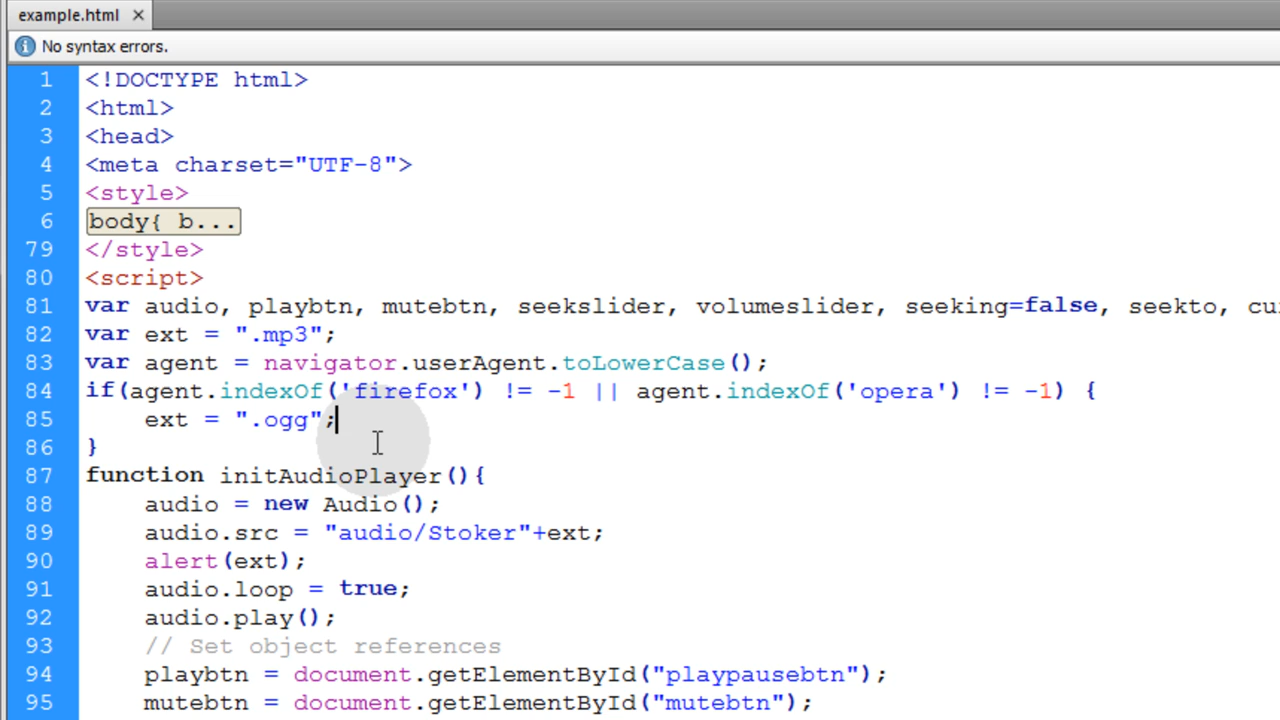 example.html ×
No syntax errors.
1 <!DOCTYPE html>
2 <html>
3 <head>
4 <meta charset="UTF-8">
5 <style>
6 body{ b...
79 </style>
80 <script>
81 var audio, playbtn, mutebtn, seekslider, volumeslider, seeking=false, seekto,
82 var ext = ".mp3";
83 var agent = navigator.userAgent.toLowerCase();
84 if(agent.indexOf('firefox') != -1 || agent.indexOf('opera') != -1) {
85 ext = ".ogg";
86 }
87 function initAudioPlayer(){
88 audio = new Audio();
89 audio.src = "audio/Stoker"+ext;
90 alert(ext);
91 audio.loop = true;
92 audio.play();
93 // Set object references
94 playbtn = document.getElementById("playpausebtn");
95 mutebtn = document.getElementById("mutebtn");